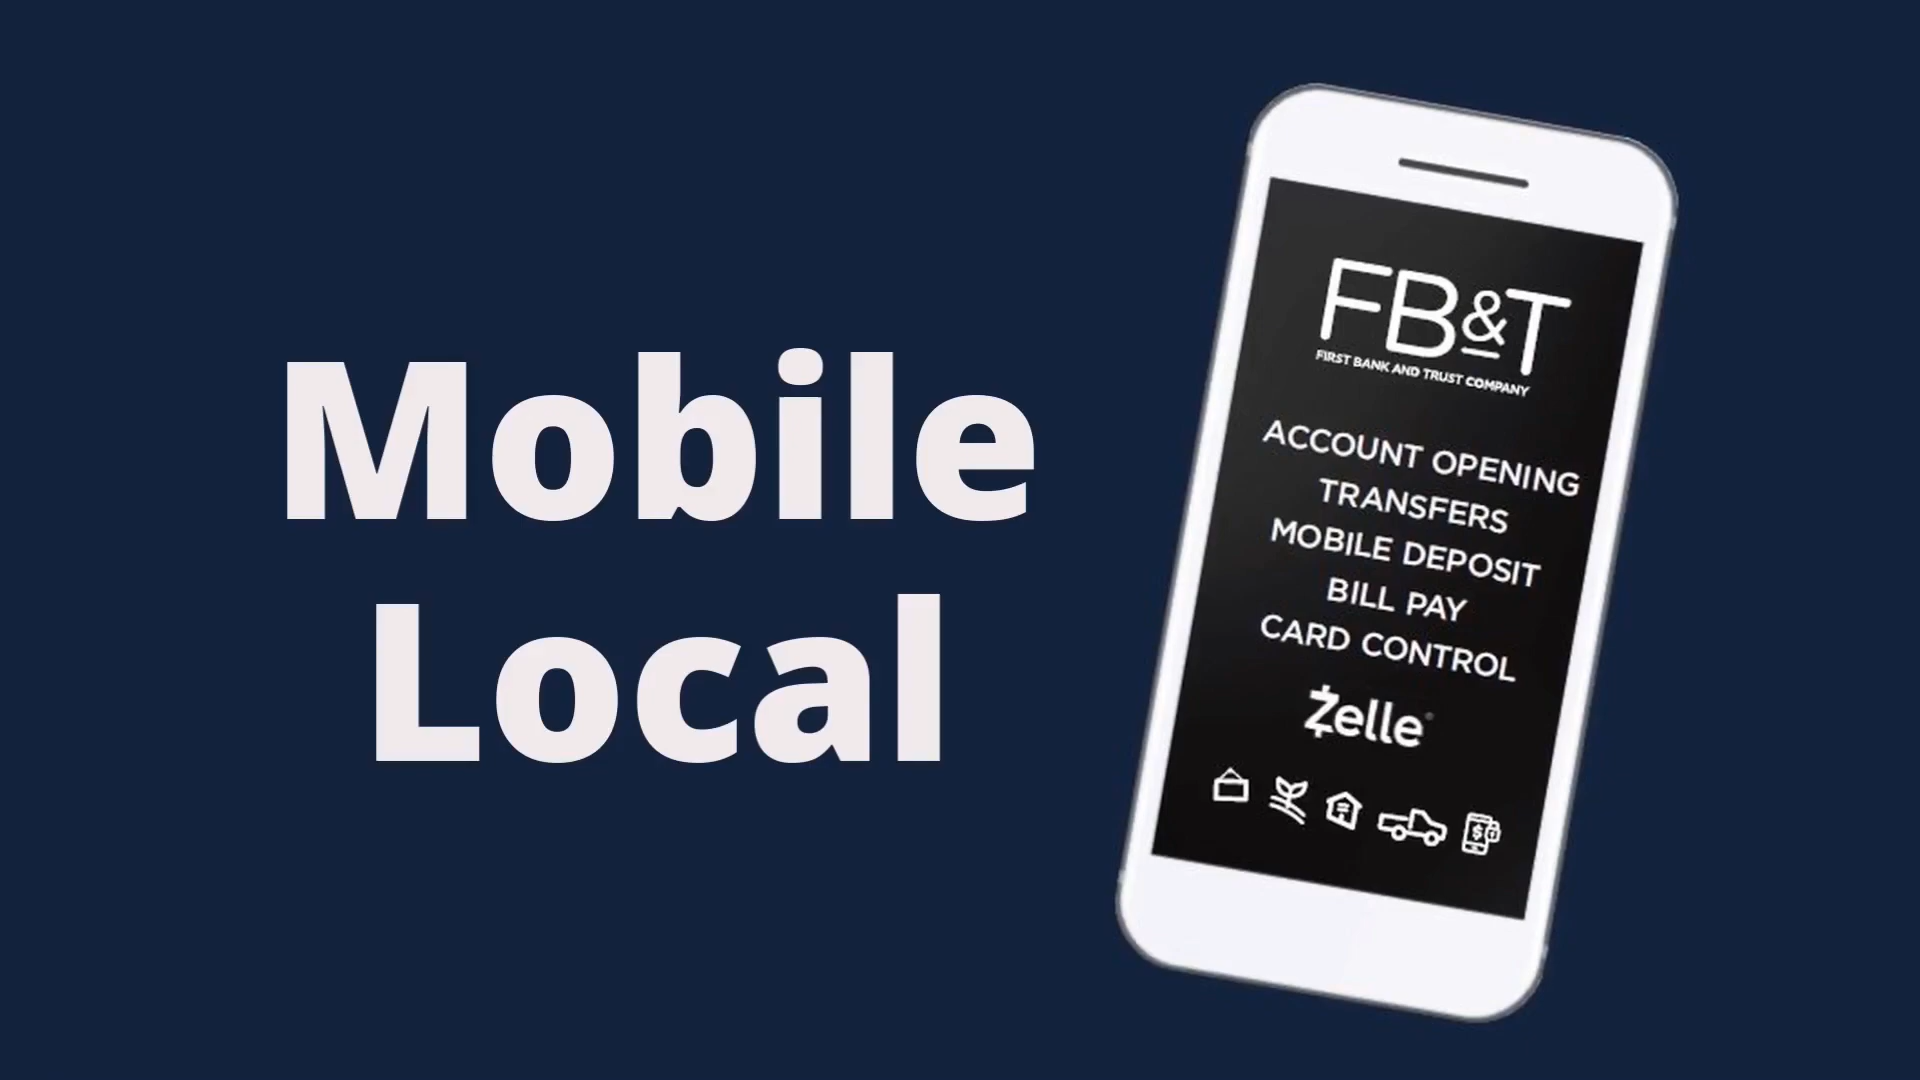 Mobile
Local
FB&T
FIRST BANK AND TRUST COMPANY
ACCOUNT OPENING
TRANSFERS
MOBILE DEPOSIT
BILL PAY
CARD CONTROL
Zelle®
$